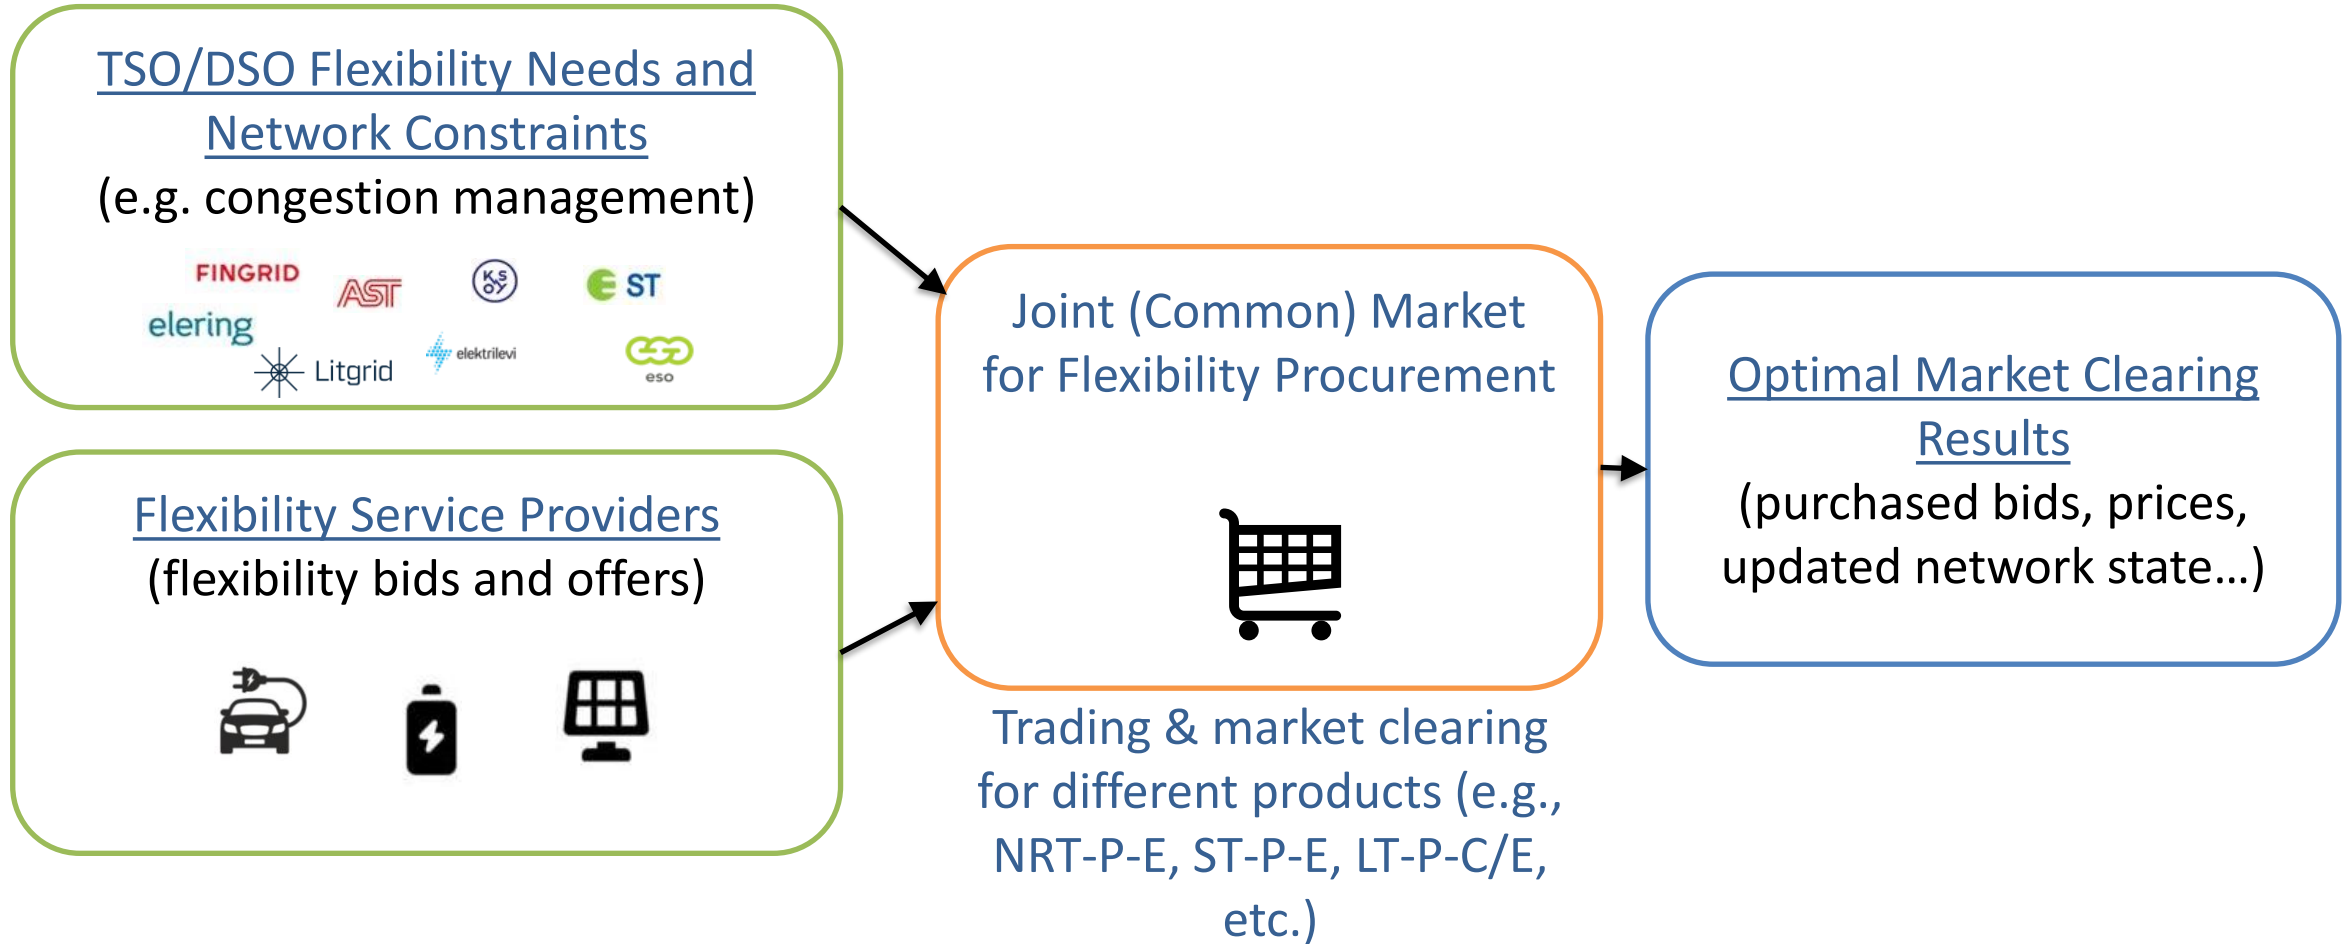 TSO/DSO Flexibility Needs and
Network Constraints
(e.g. congestion management)
FINGRID
AST
KSOY
ST
elering
Litgrid
elektrilevi
eso
Flexibility Service Providers
(flexibility bids and offers)
Joint (Common) Market
for Flexibility Procurement
Trading & market clearing
for different products (e.g.,
NRT-P-E, ST-P-E, LT-P-C/E,
etc.)
Optimal Market Clearing
Results
(purchased bids, prices,
updated network state...)